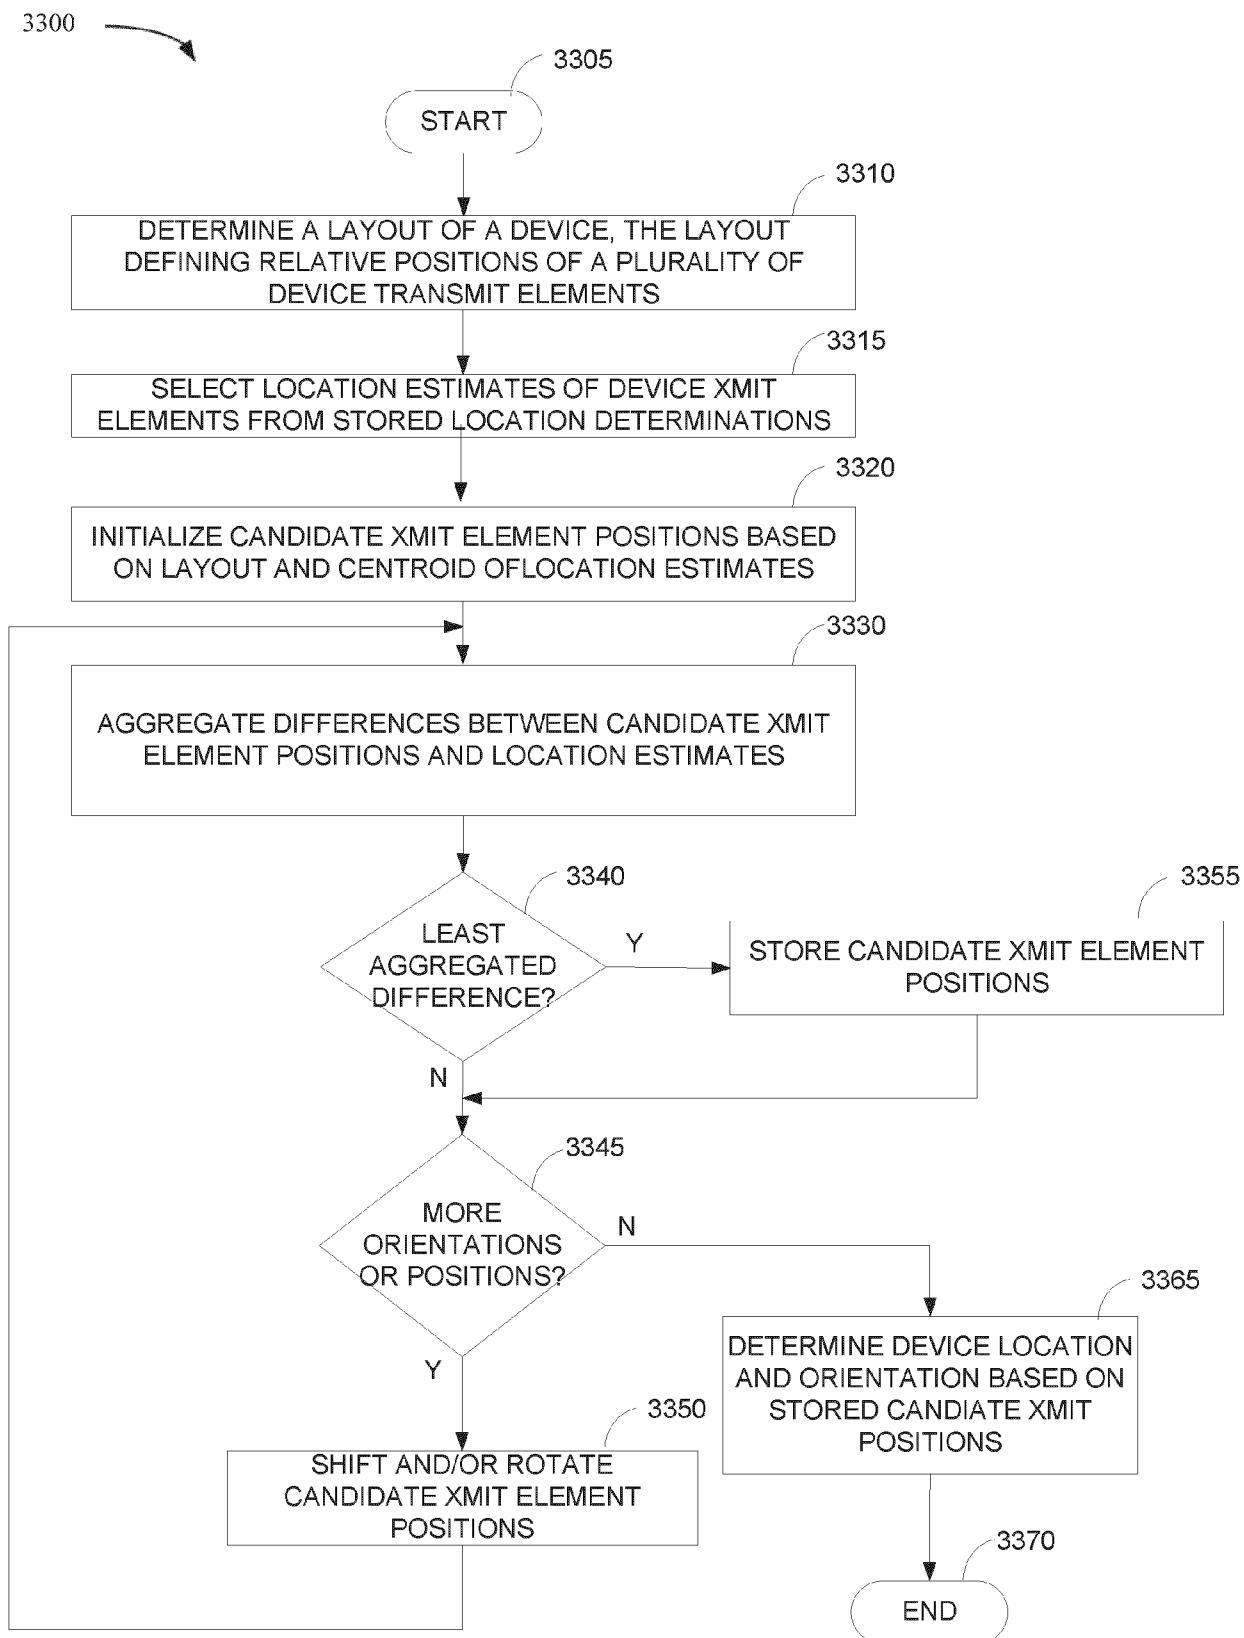 3300
3305
START
3310
DETERMINE A LAYOUT OF A DEVICE, THE LAYOUT
DEFINING RELATIVE POSITIONS OF A PLURALITY OF
DEVICE TRANSMIT ELEMENTS
3315
SELECT LOCATION ESTIMATES OF DEVICE XMIT
ELEMENTS FROM STORED LOCATION DETERMINATIONS
3320
INITIALIZE CANDIDATE XMIT ELEMENT POSITIONS BASED
ON LAYOUT AND CENTROID OFLOCATION ESTIMATES
3330
AGGREGATE DIFFERENCES BETWEEN CANDIDATE XMIT
ELEMENT POSITIONS AND LOCATION ESTIMATES
3340
LEAST
AGGREGATED
DIFFERENCE?
Y
3355
STORE CANDIDATE XMIT ELEMENT
POSITIONS
N
3345
MORE
ORIENTATIONS
OR POSITIONS?
N
3365
DETERMINE DEVICE LOCATION
AND ORIENTATION BASED ON
STORED CANDIATE XMIT
POSITIONS
Y
3350
SHIFT AND/OR ROTATE
CANDIDATE XMIT ELEMENT
POSITIONS
3370
END